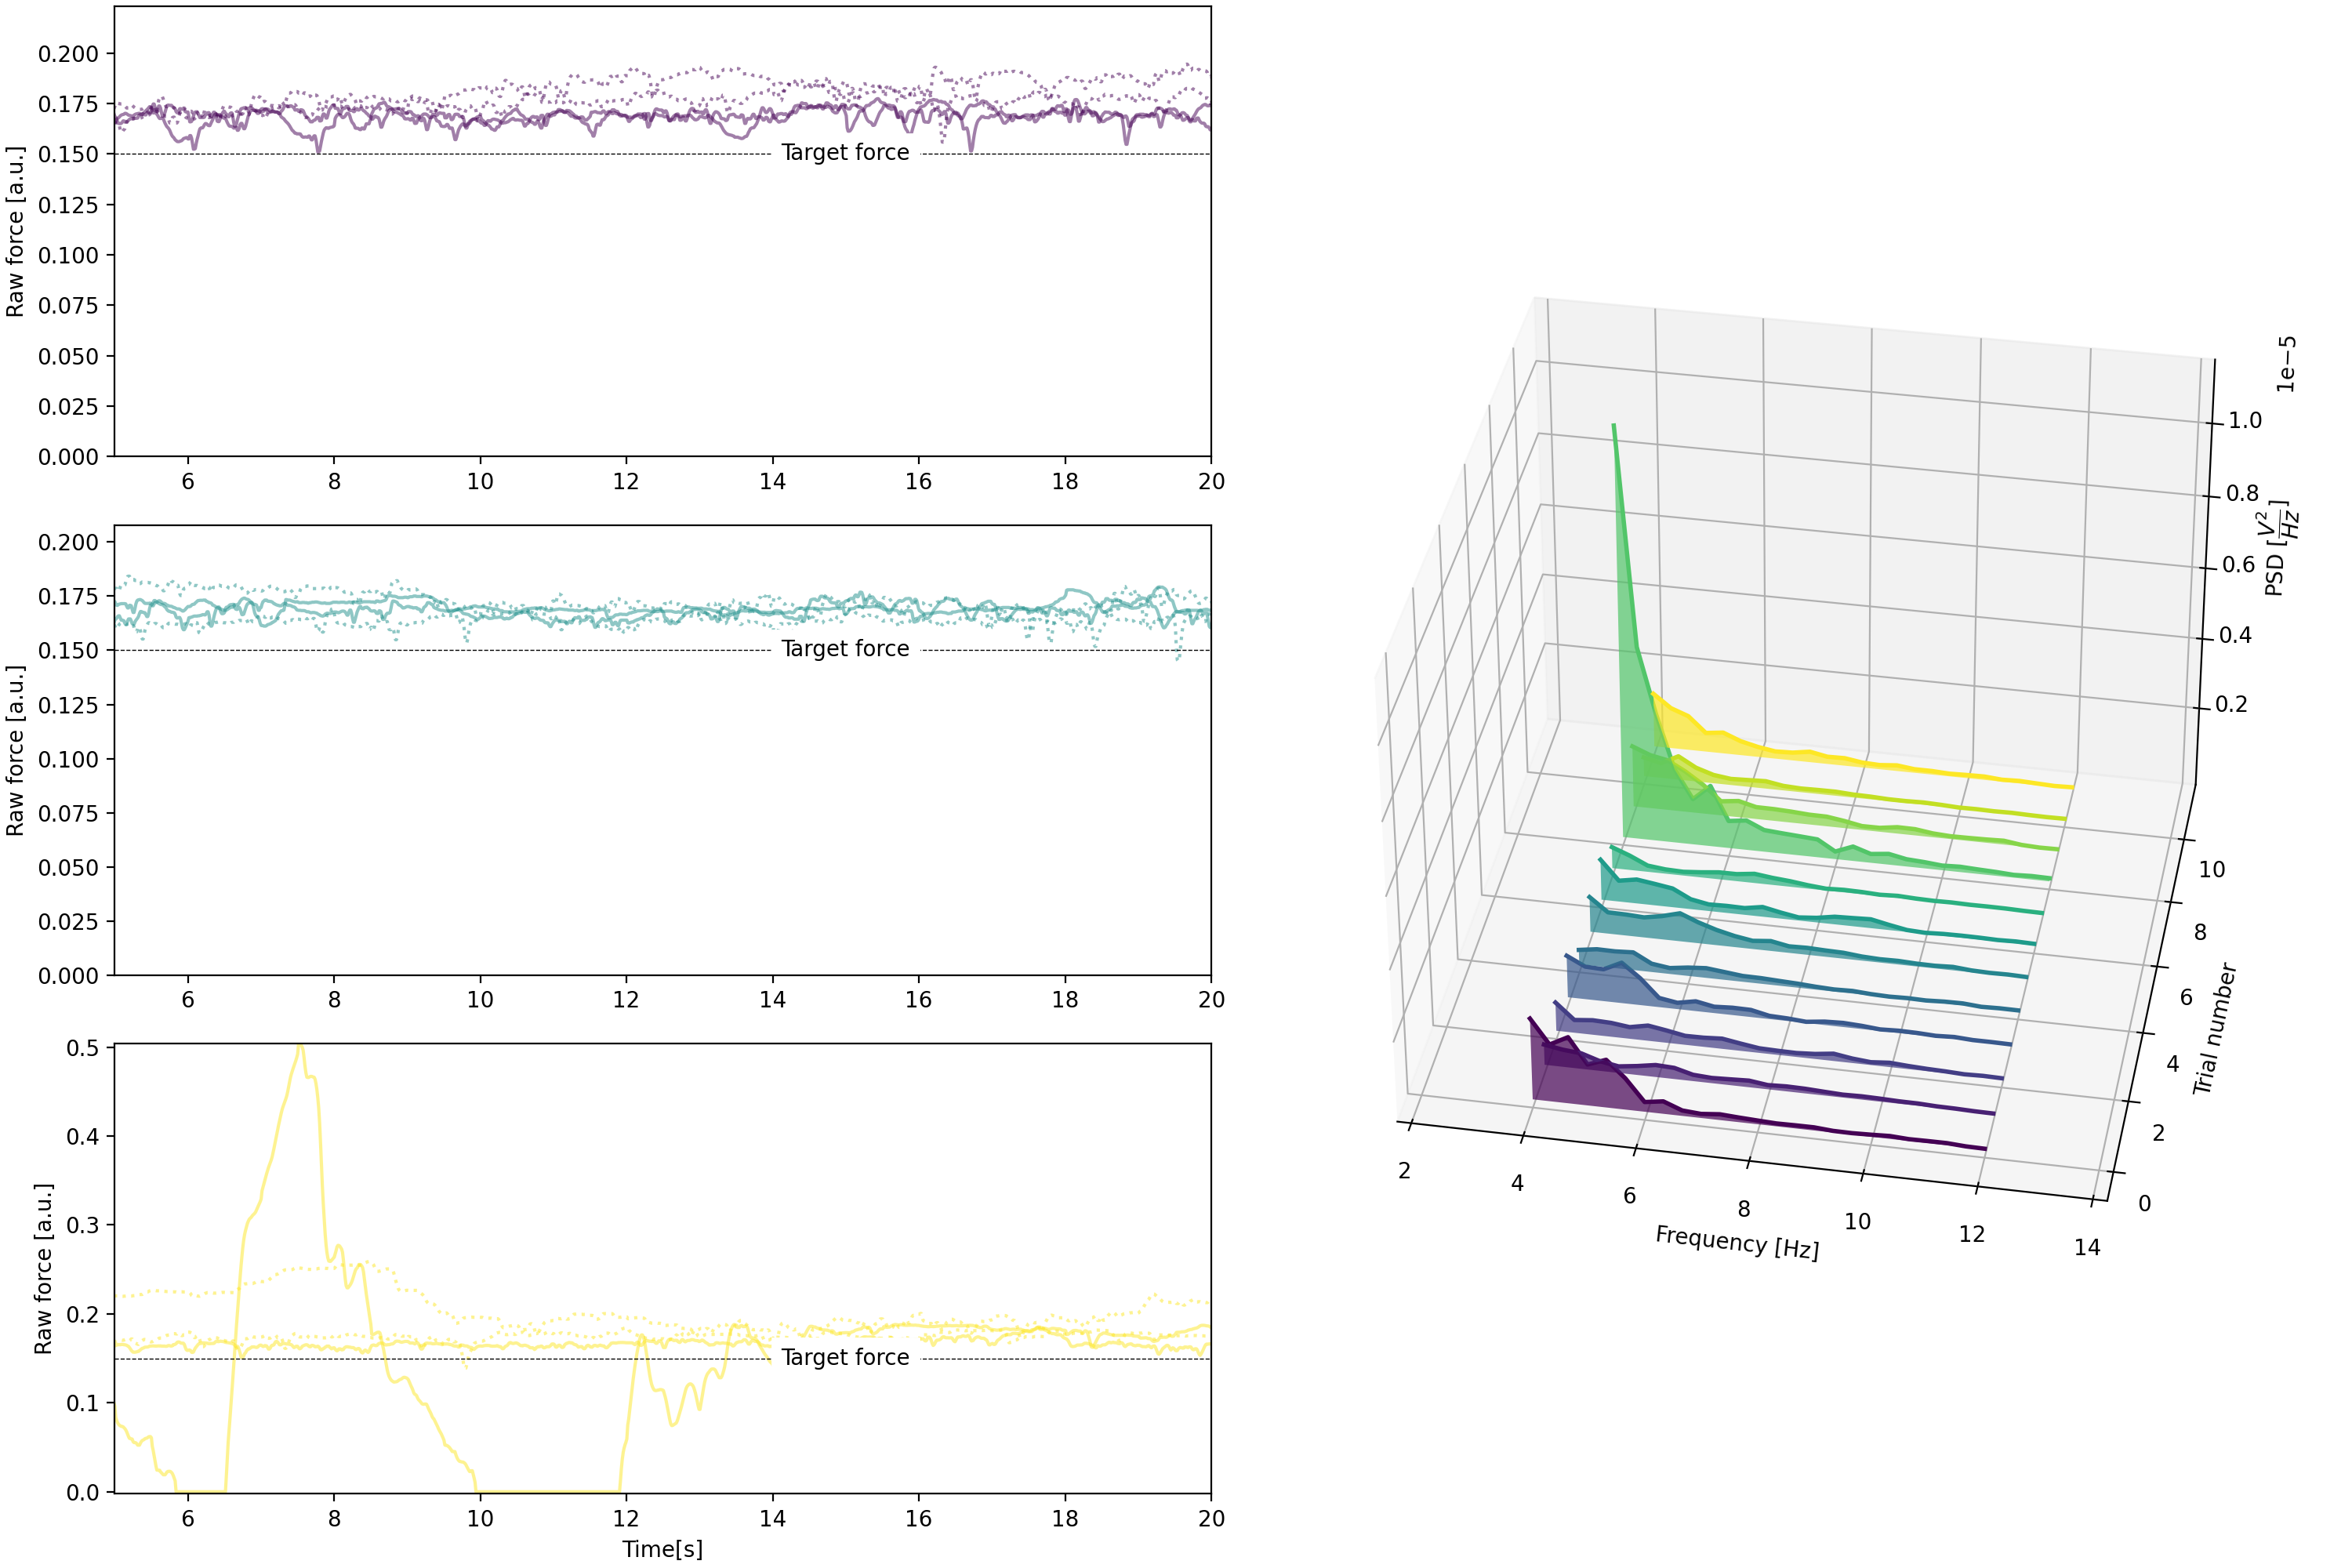 Raw force [a.u.]
0.200
0.175
0.150
0.125
0.100
0.075
0.050
0.025
0.000
Target force
6 8 10 12 14 16 18 20
Raw force [a.u.]
0.200
0.175
0.150
0.125
0.100
0.075
0.050
0.025
0.000
Target force
6 8 10 12 14 16 18 20
Raw force [a.u.]
0.5
0.4
0.3
0.2
0.1
0.0
Target force
6 8 10 12 14 16 18 20
Time[s]
1e−5
1.0
0.8
0.6
0.4
0.2
PSD [V²/Hz]
10
8
6
4
2
0
Trial number
2 4 6 8 10 12 14
Frequency [Hz]